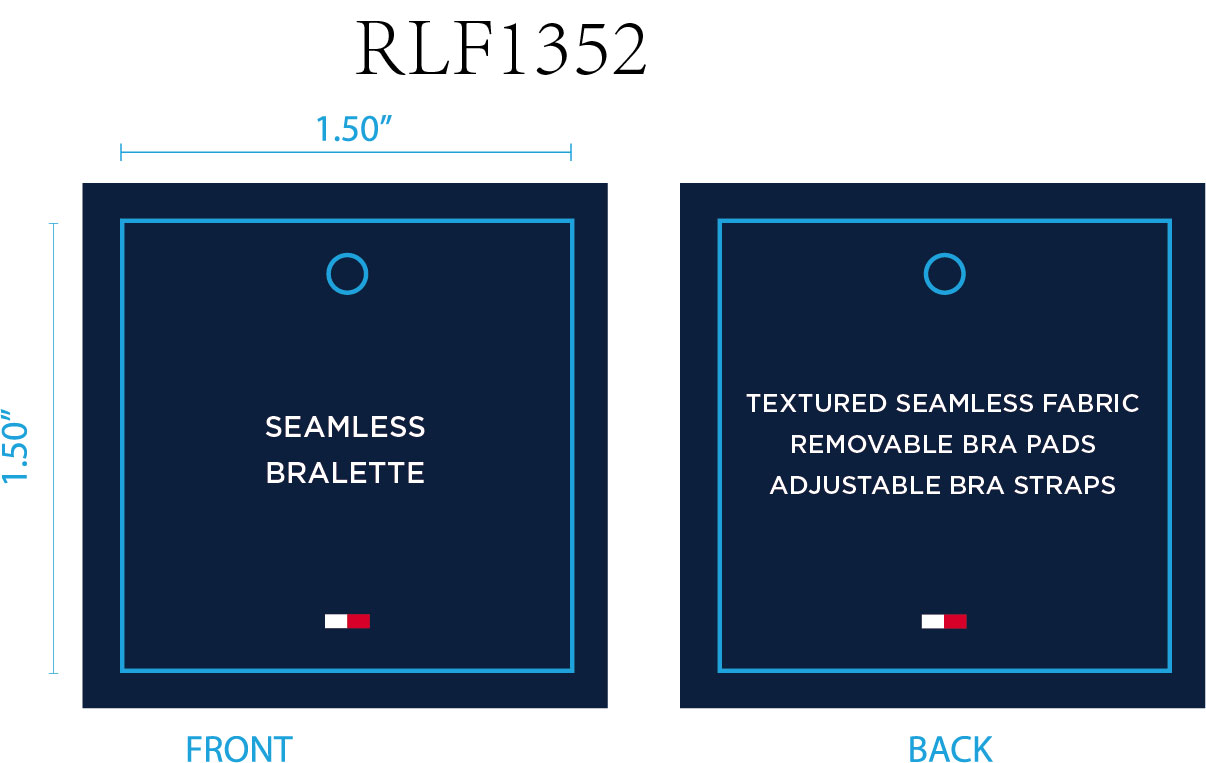 RLF1352
1.50”
1.50”
SEAMLESS
BRALETTE
TEXTURED SEAMLESS FABRIC
REMOVABLE BRA PADS
ADJUSTABLE BRA STRAPS
FRONT
BACK